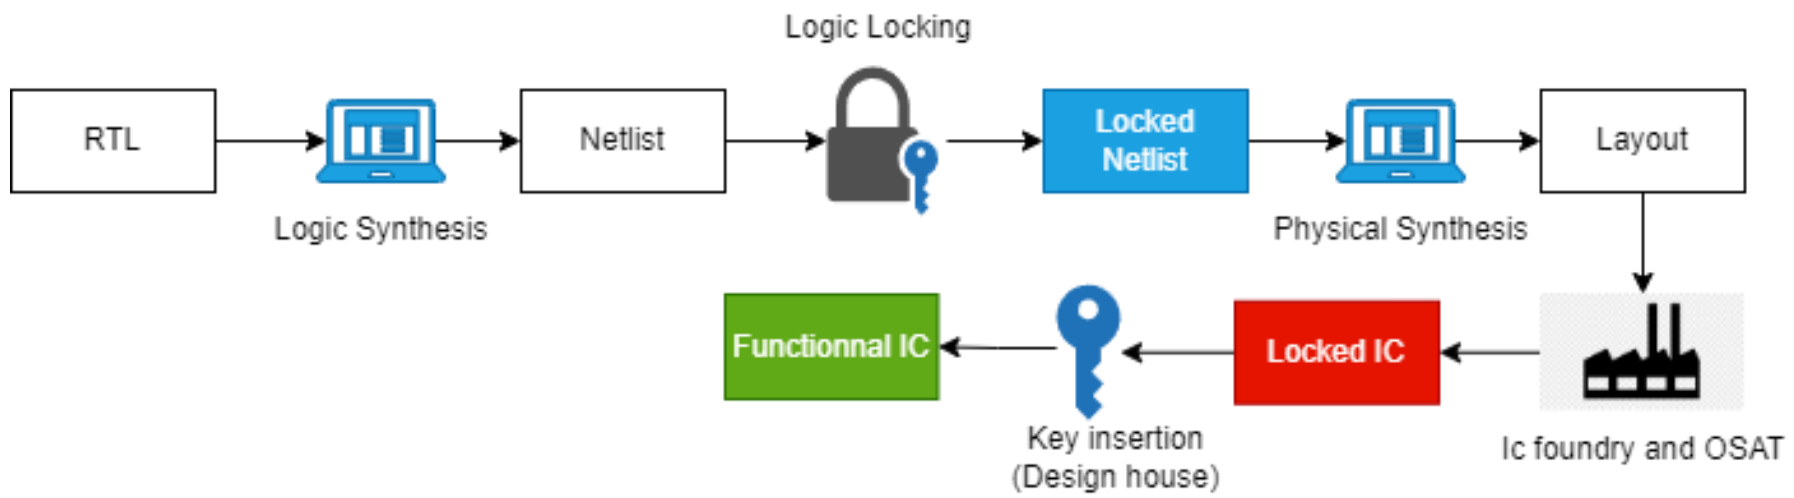 Logic Locking
RTL
Netlist
Locked
Netlist
Layout
Logic Synthesis
Physical Synthesis
Functionnal IC
Locked IC
Key insertion
(Design house)
Ic foundry and OSAT